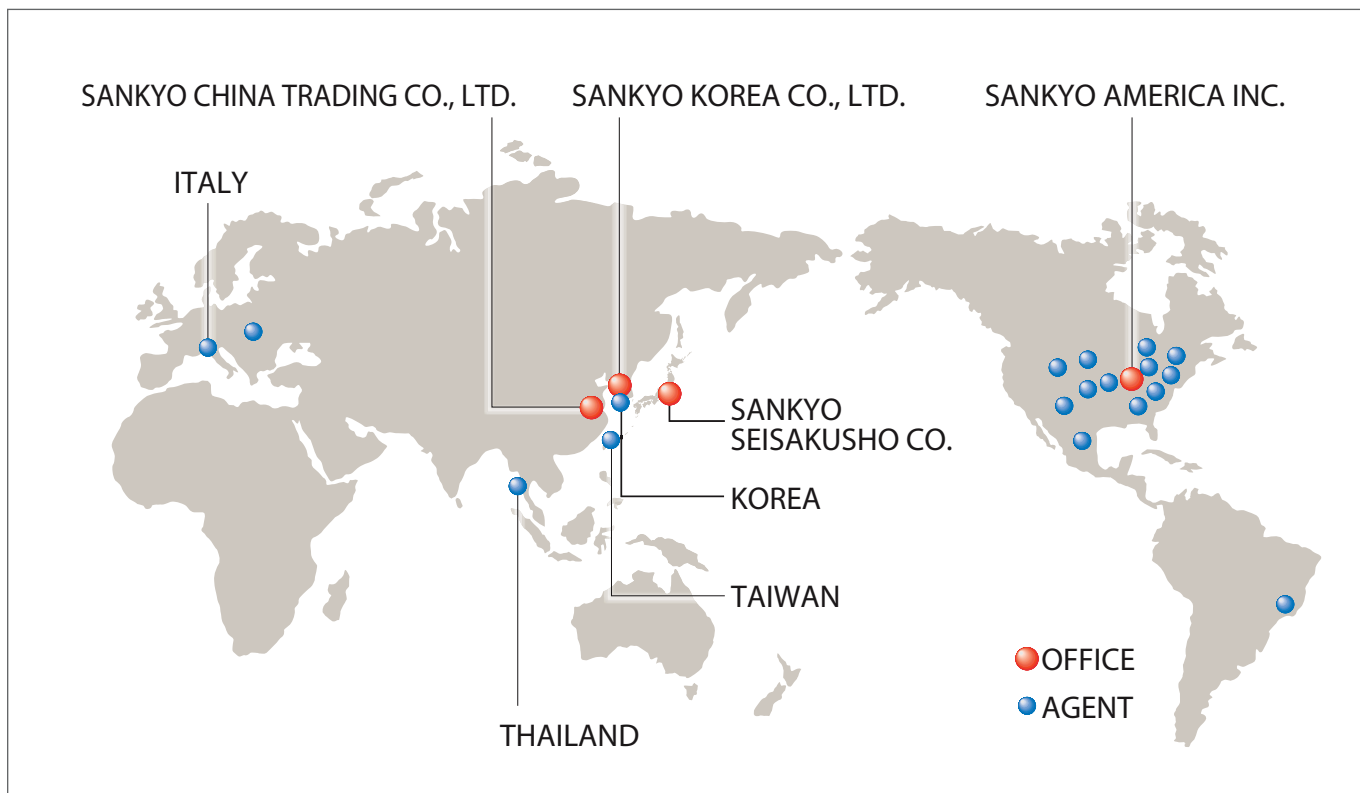 SANKYO CHINA TRADING CO., LTD.
SANKYO KOREA CO., LTD.
SANKYO AMERICA INC.
ITALY
SANKYO
SEISAKUSHO CO.
KOREA
TAIWAN
OFFICE
AGENT
THAILAND